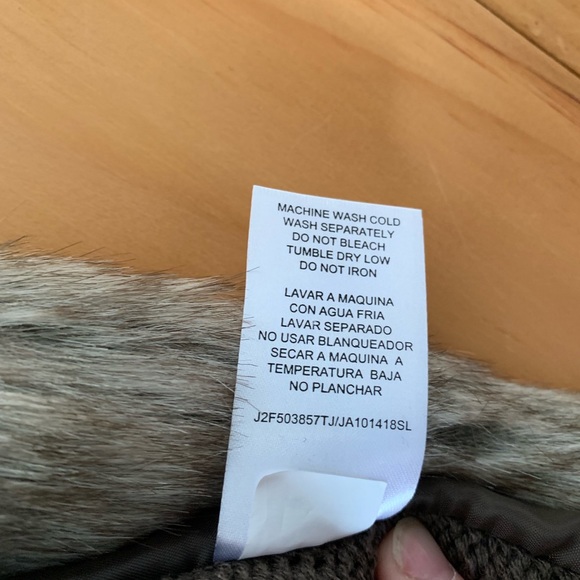 MACHINE WASH COLD
WASH SEPARATELY
DO NOT BLEACH
TUMBLE DRY LOW
DO NOT IRON
LAVAR A MAQUINA
CON AGUA FRIA
LAVAR SEPARADO
NO USAR BLANQUEADOR
SECAR A MAQUINA A
TEMPERATURA BAJA
NO PLANCHAR
J2F503857TJ/JA101418SL